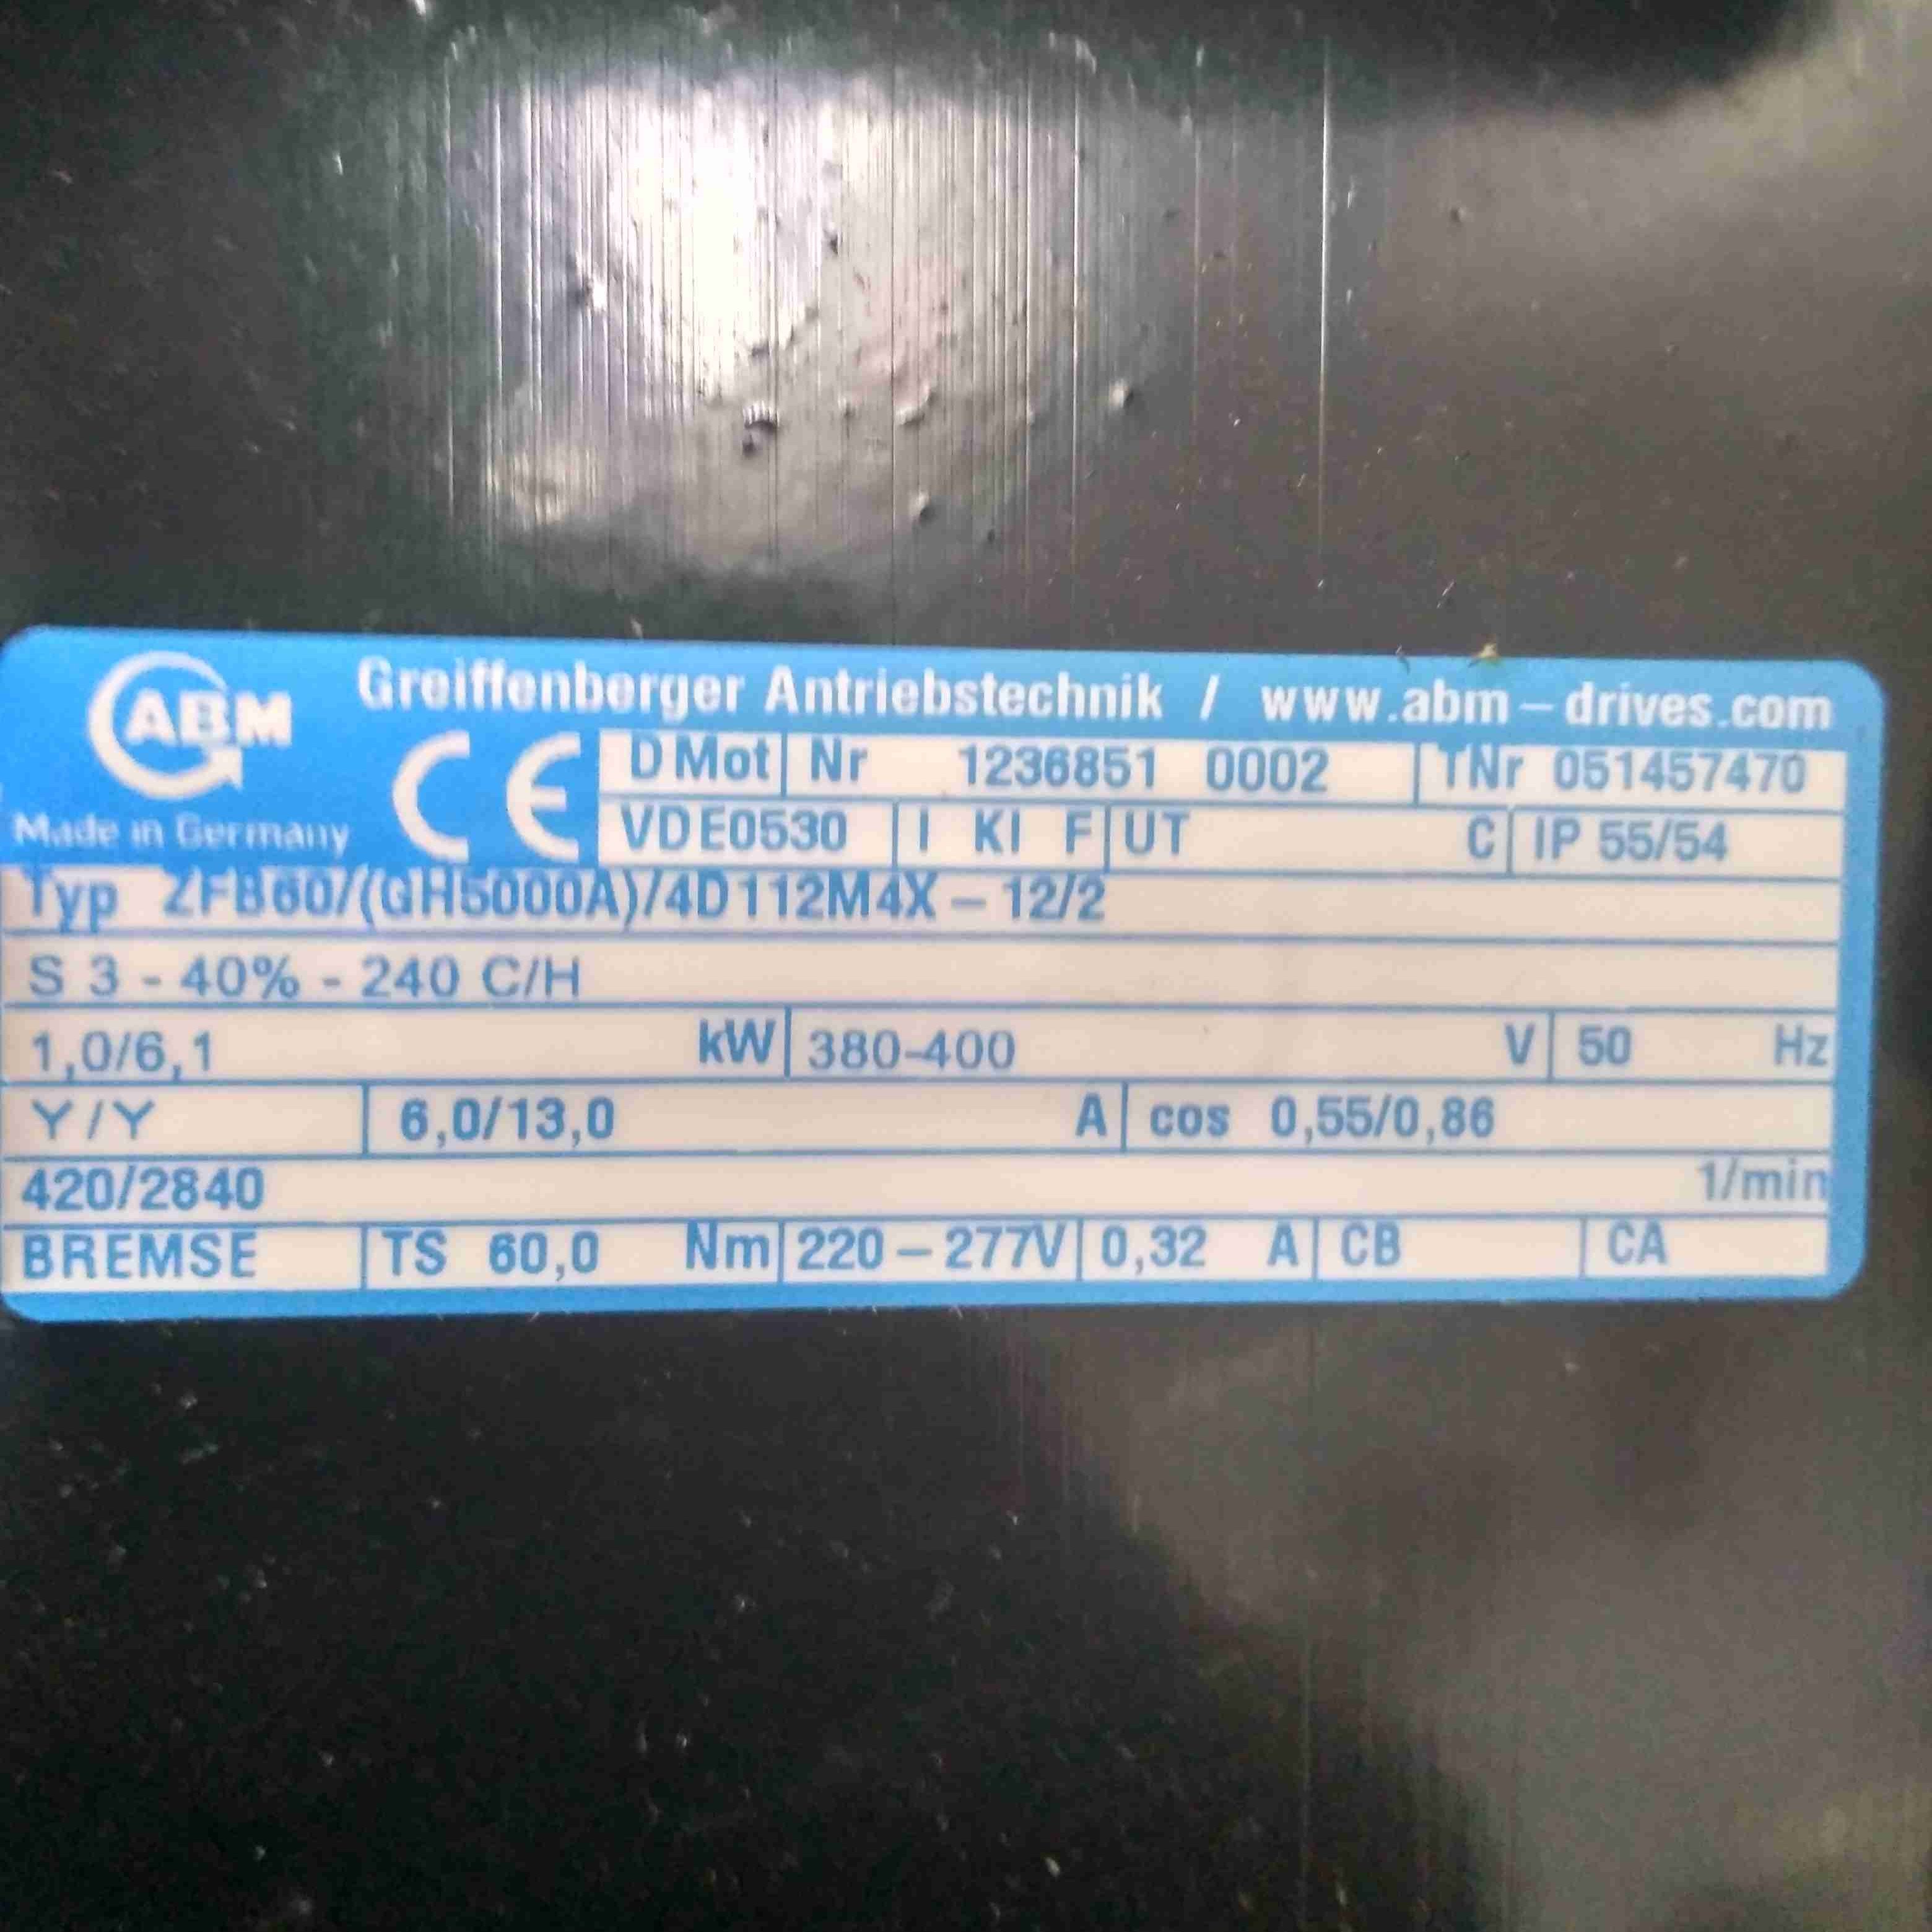 ABM Greiffenberger Antriebstechnik / www.abm-drives.com
Made in Germany CE
D Mot Nr 1236851 0002 TNr 051457470
VDE0530 I KI F UT C IP 55/54
Typ ZFB60/(GH5000A)/4D112M4X - 12/2
S 3 - 40% - 240 C/H
1,0/6,1 kW 380-400 V 50 Hz
Y/Y 6,0/13,0 A cos 0,55/0,86
420/2840 1/min
BREMSE TS 60,0 Nm 220-277V 0,32 A CB CA